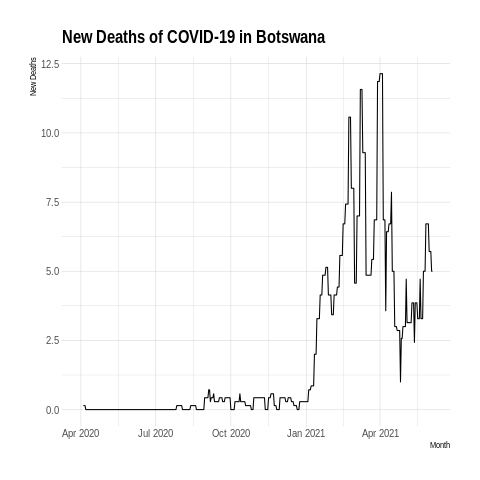 New Deaths of COVID-19 in Botswana
New Deaths
12.5
10.0
7.5
5.0
2.5
0.0
Apr 2020 Jul 2020 Oct 2020 Jan 2021 Apr 2021
Month